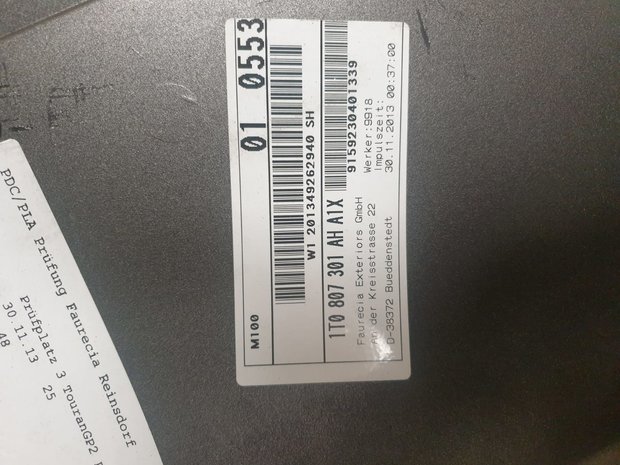 M100
01 0553
W1 201349262940 SH
1T0 807 301 AH A1X
9159230401339
Faurecia Exteriors GmbH
An der Kreisstrasse 22
D-38372 Bueddenstedt
Werker:9918
Impulszeit:
30.11.2013 00:37:00
PDC/PLA Prüfung Faurecia Reinsdorf
Prüfplatz 3 TouranGP2
30.11.13 25
48